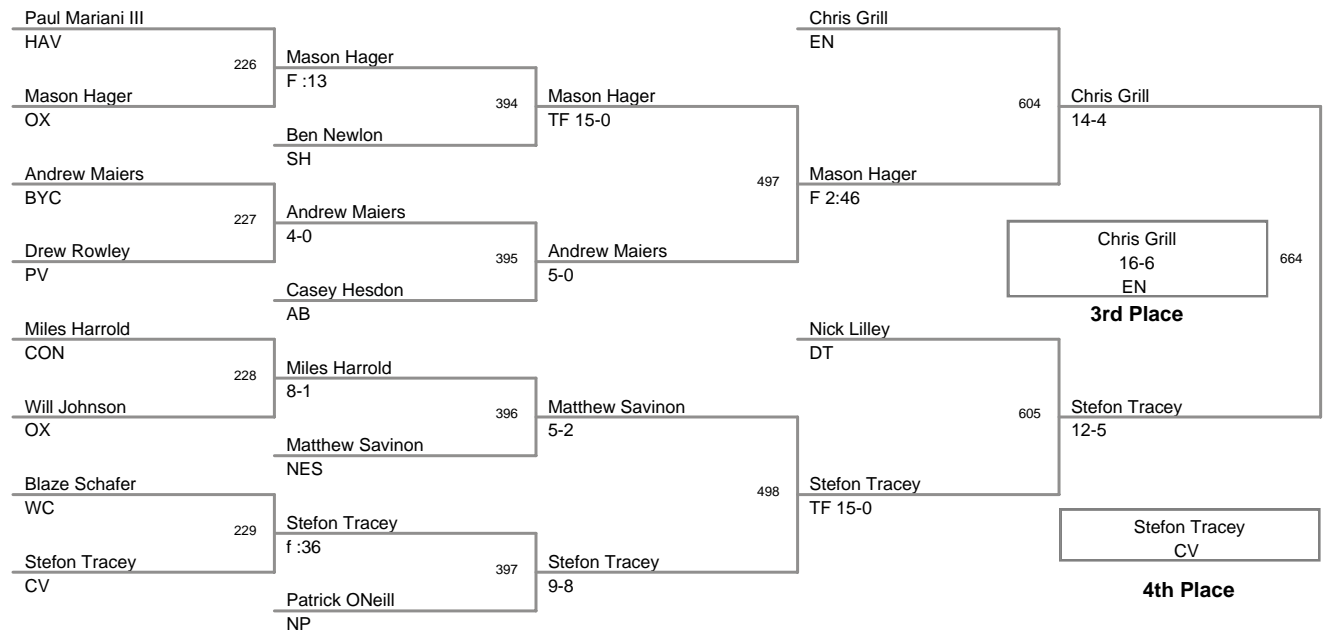 Paul Mariani III
HAV
226
Mason Hager
OX
Andrew Maiers
BYC
227
Drew Rowley
PV
Miles Harrold
CON
228
Will Johnson
OX
Blaze Schafer
WC
229
Stefon Tracey
CV
Mason Hager
F :13
394
Ben Newlon
SH
Andrew Maiers
4-0
395
Casey Hesdon
AB
Miles Harrold
8-1
396
Matthew Savinon
NES
Stefon Tracey
f :36
397
Patrick ONeill
NP
Mason Hager
TF 15-0
497
Andrew Maiers
5-0
Matthew Savinon
5-2
498
Stefon Tracey
9-8
Chris Grill
EN
604
Mason Hager
F 2:46
Nick Lilley
DT
605
Stefon Tracey
TF 15-0
Chris Grill
14-4
664
Stefon Tracey
12-5
Chris Grill
16-6
EN
3rd Place
Stefon Tracey
CV
4th Place